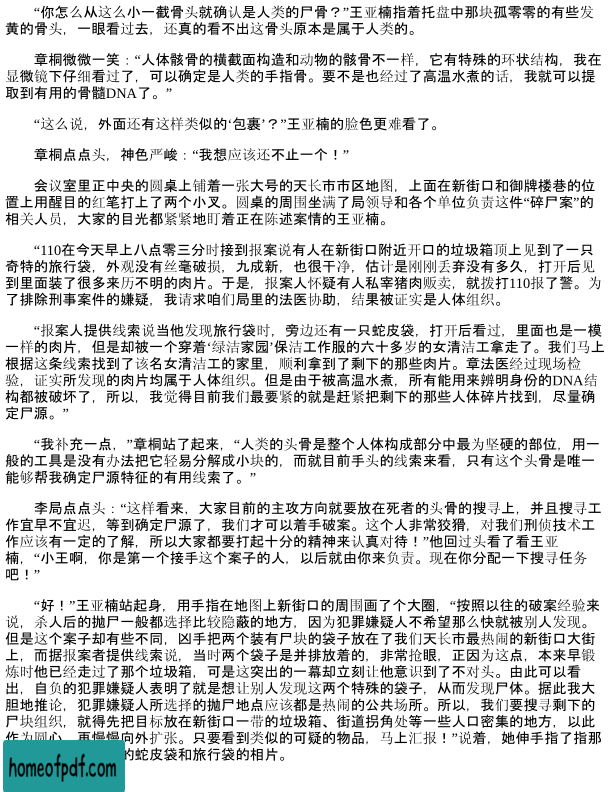 “你怎么从这么小一截骨头就确认是人类的尸骨？”王亚楠指着托盘中那块孤零零的有些发
黄的骨头，一眼看过去，还真的看不出这骨头原本是属于人类的。
章桐微微一笑：“人体骸骨的横截面构造和动物的骸骨不一样，它有特殊的环状结构，我在
显微镜下仔细看过了，可以确定是人类的手指骨。要不是也经过了高温水煮的话，我就可以提
取到有用的骨髓DNA了。”
“这么说，外面还有这样类似的‘包裹’？”王亚楠的脸色更难看了。
章桐点点头，神色严峻：“我想应该还不止一个！”
会议室里正中央的圆桌上铺着一张大号的天长市市区地图，上面在新街口和御牌楼巷的位
置上用醒目的红笔打上了两个小叉。圆桌的周围坐满了局领导和各个单位负责这件“碎尸案”的
相关人员，大家的目光都紧紧地盯着正在陈述案情的王亚楠。
“110在今天早上八点零三分时接到报案说有人在新街口附近开口的垃圾箱顶上见到了一只
奇特的旅行袋，外观没有丝毫破损，九成新，也很干净，估计是刚刚丢弃没有多久，打开后见
到里面装了很多来历不明的肉片。于是，报案人怀疑有人私宰猪肉贩卖，就拨打110报了警。为
了排除刑事案件的嫌疑，我请求咱们局里的法医协助，结果被证实是人体组织。
“报案人提供线索说当他发现旅行袋时，旁边还有一只蛇皮袋，打开后看过，里面也是一模
一样的肉片，但是却被一个穿着‘绿洁家园’保洁工作服的六十多岁的女清洁工拿走了。我们马上
根据这条线索找到了该名女清洁工的家里，顺利拿到了剩下的那些肉片。章法医经过现场检
验，证实所发现的肉片均属于人体组织。但是由于被高温水煮，所有能用来辨明身份的DNA结
构都被破坏了，所以，我觉得目前我们最要紧的就是赶紧把剩下的那些人体碎片找到，尽量确
定尸源。”
“我补充一点，”章桐站了起来，“人类的头骨是整个人体构成部分中最为坚硬的部位，用一
般的工具是没有办法把它轻易分解成小块的，而就目前手头的线索来看，只有这个头骨是唯一
能够帮我确定尸源特征的有用线索了。”
李局点点头：“这样看来，大家目前的主攻方向就要放在死者的头骨的搜寻上，并且搜寻工
作宜早不宜迟，等到确定尸源了，我们才可以着手破案。这个人非常狡猾，对我们刑侦技术工
作应该有一定的了解，所以大家都要打起十分的精神来认真对待！”他回过头看了看王亚
楠，“小王啊，你是第一个接手这个案子的人，以后就由你来负责。现在你分配一下搜寻任务
吧！”
“好！”王亚楠站起身，用手指在地图上新街口的周围画了个大圈，“按照以往的破案经验来
说，杀人后的抛尸一般都选择比较隐蔽的地方，因为犯罪嫌疑人不希望那么快就被别人发现。
但是这个案子却有些不同，凶手把两个装有尸块的袋子放在了我们天长市最热闹的新街口大街
上，而据报案者提供线索说，当时两个袋子是并排放着的，非常抢眼，正因为这点，本来早锻
炼时他已经走过了那个垃圾箱，可是这突出的一幕却立刻让他意识到了不对头。由此可以看
出，自负的犯罪嫌疑人表明了就是想让别人发现这两个特殊的袋子，从而发现尸体。据此我大
胆地推论，犯罪嫌疑人所选择的抛尸地点应该都是热闹的公共场所。所以，我们要搜寻剩下的
尸块组织，就得先把目标放在新街口一带的垃圾箱、街道拐角处等一些人口密集的地方，以此
作为圆心，再慢慢向外扩张。只要看到类似的可疑的物品，马上汇报！”说着，她伸手指了指那
的蛇皮袋和旅行袋的相片。
homeofpdf.com